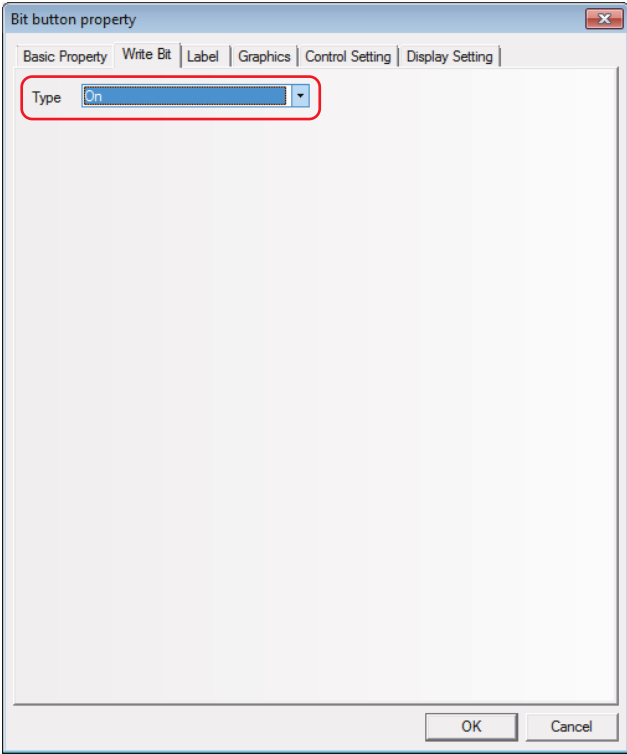 Bit button property
Basic Property Write Bit Label Graphics Control Setting Display Setting
Type On
OK Cancel